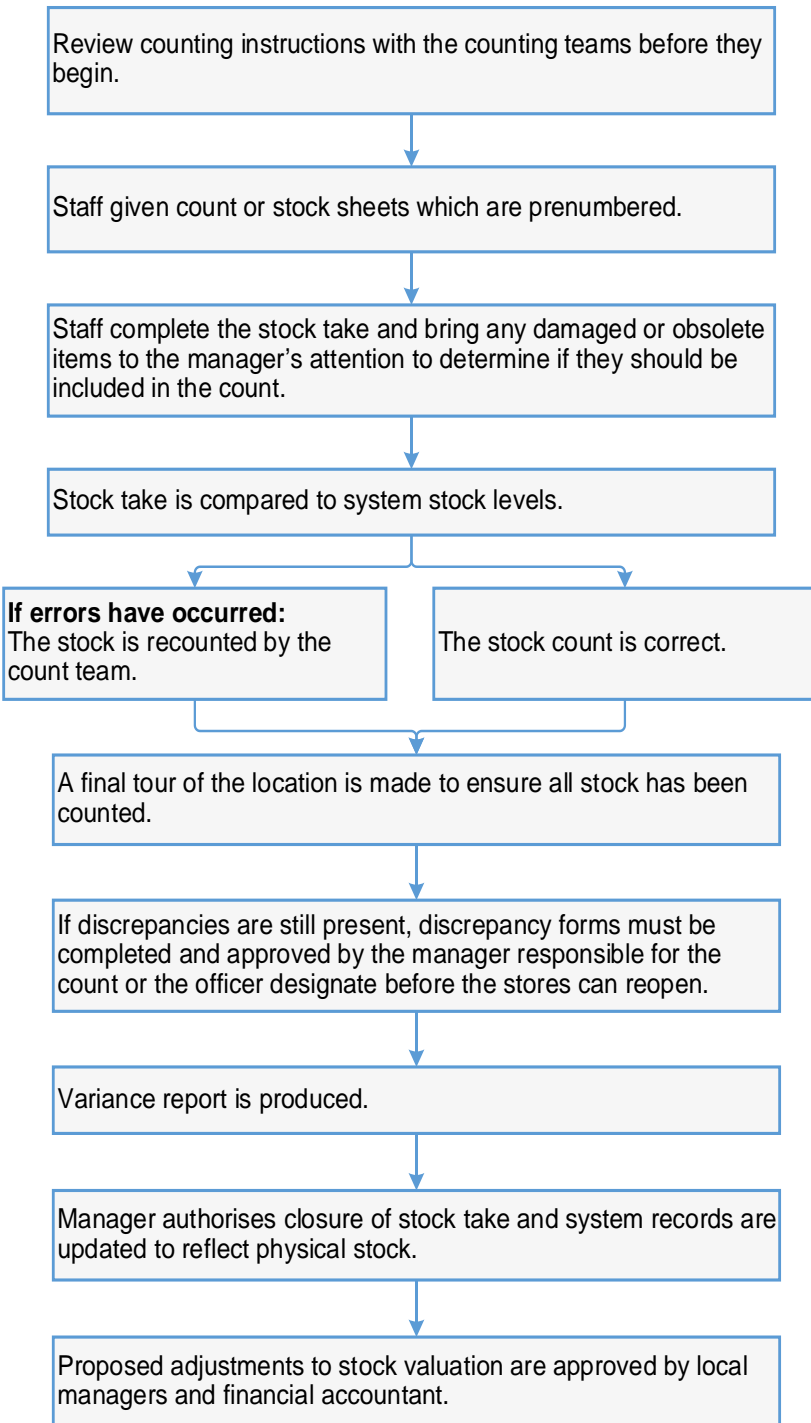 Review counting instructions with the counting teams before they
begin.
Staff given count or stock sheets which are prenumbered.
Staff complete the stock take and bring any damaged or obsolete
items to the manager’s attention to determine if they should be
included in the count.
Stock take is compared to system stock levels.
If errors have occurred:
The stock is recounted by the
count team.
The stock count is correct.
A final tour of the location is made to ensure all stock has been
counted.
If discrepancies are still present, discrepancy forms must be
completed and approved by the manager responsible for the
count or the officer designate before the stores can reopen.
Variance report is produced.
Manager authorises closure of stock take and system records are
updated to reflect physical stock.
Proposed adjustments to stock valuation are approved by local
managers and financial accountant.